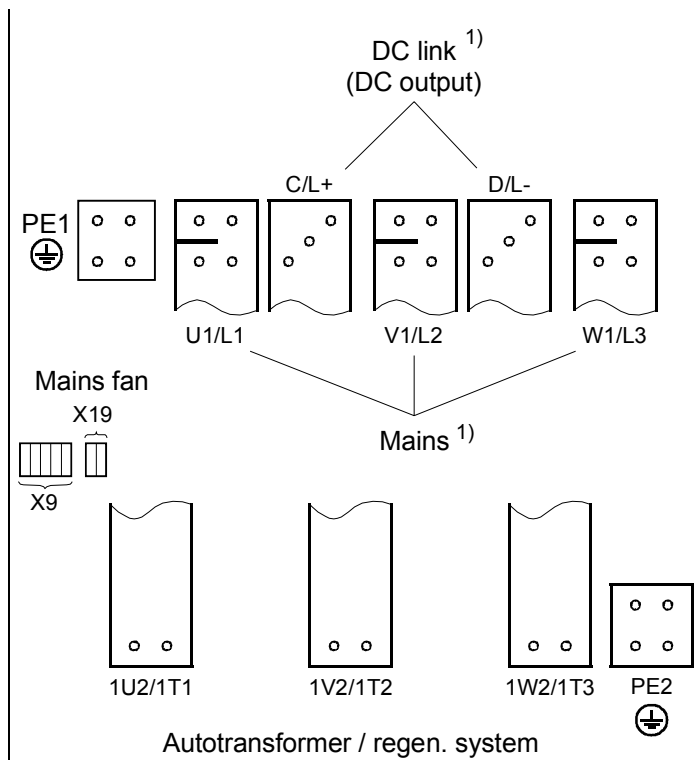 DC link 1)
(DC output)
C/L+ D/L-
PE1
U1/L1 V1/L2 W1/L3
Mains fan
X19
Mains 1)
X9
1U2/1T1 1V2/1T2 1W2/1T3 PE2
Autotransformer / regen. system